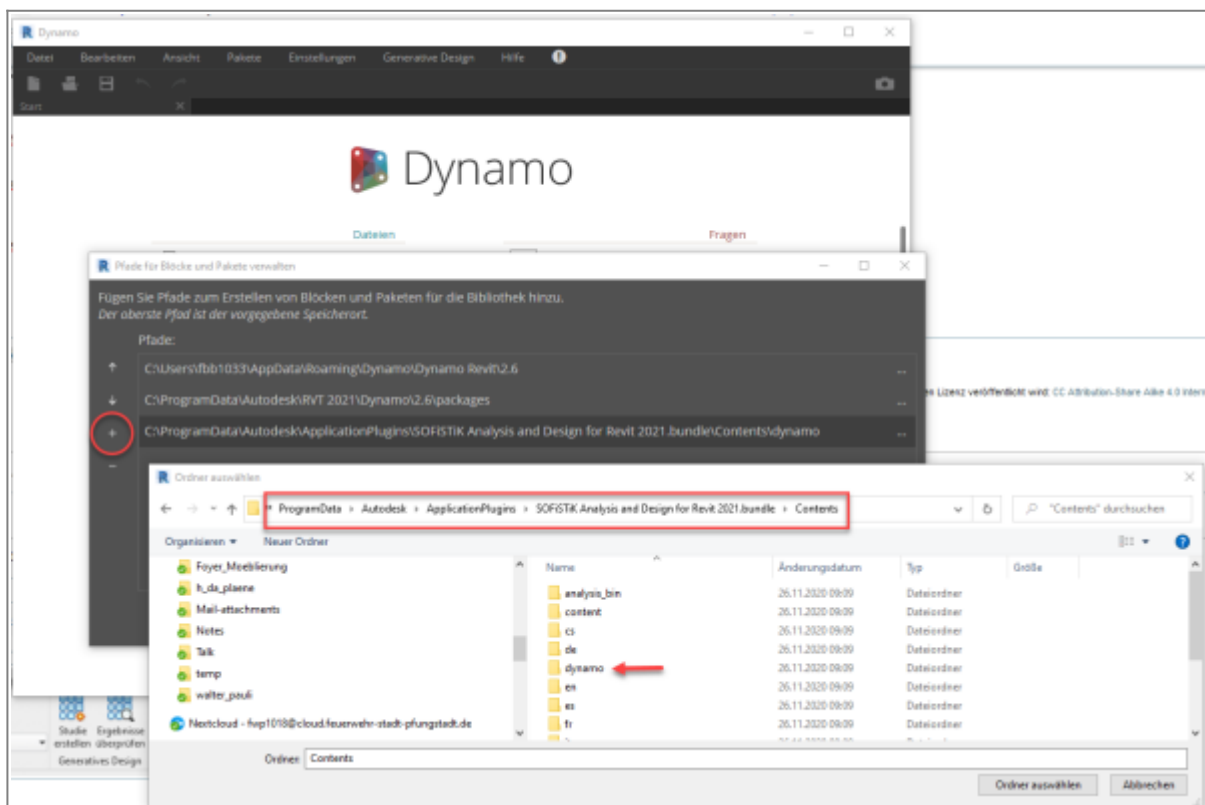 Dynamo
Datei Bearbeiten Ansicht Pakete Einstellungen Generative Design Hilfe
Start
Dynamo
Dateien Fragen
Pfade für Blöcke und Pakete verwalten
Fügen Sie Pfade zum Erstellen von Blöcken und Paketen für die Bibliothek hinzu.
Der oberste Pfad ist der vorgegebene Speicherort.
Pfade:
C:\Users\fbb1033\AppData\Roaming\Dynamo\Dynamo Revit\2.6
C:\ProgramData\Autodesk\RVT 2021\Dynamo\2.6\packages
en Lizenz veröffentlicht wird: CC Attribution-Share Alike 4.0 Intern
C:\ProgramData\Autodesk\ApplicationPlugins\SOFiSTiK Analysis and Design for Revit 2021.bundle\Contents\dynamo
Ordner auswählen
ProgramData › Autodesk › ApplicationPlugins › SOFiSTiK Analysis and Design for Revit 2021.bundle › Contents
"Contents" durchsuchen
Organisieren Neuer Ordner
Foyer_Moeblierung
h_da_plaene
Mail-attachments
Notes
Talk
temp
walter_pauli
Nextcloud - fwp1018@cloud.feuerwehr-stadt-pfungstadt.de
Name Änderungsdatum Typ Größe
analysis_bin 26.11.2020 09:09 Dateiordner
content 26.11.2020 09:09 Dateiordner
cs 26.11.2020 09:09 Dateiordner
de 26.11.2020 09:09 Dateiordner
dynamo 26.11.2020 09:09 Dateiordner
en 26.11.2020 09:09 Dateiordner
es 26.11.2020 09:09 Dateiordner
fr 26.11.2020 09:09 Dateiordner
Ordner: Contents
Ordner auswählen Abbrechen
Studie erstellen
Ergebnisse überprüfen
Generatives Design